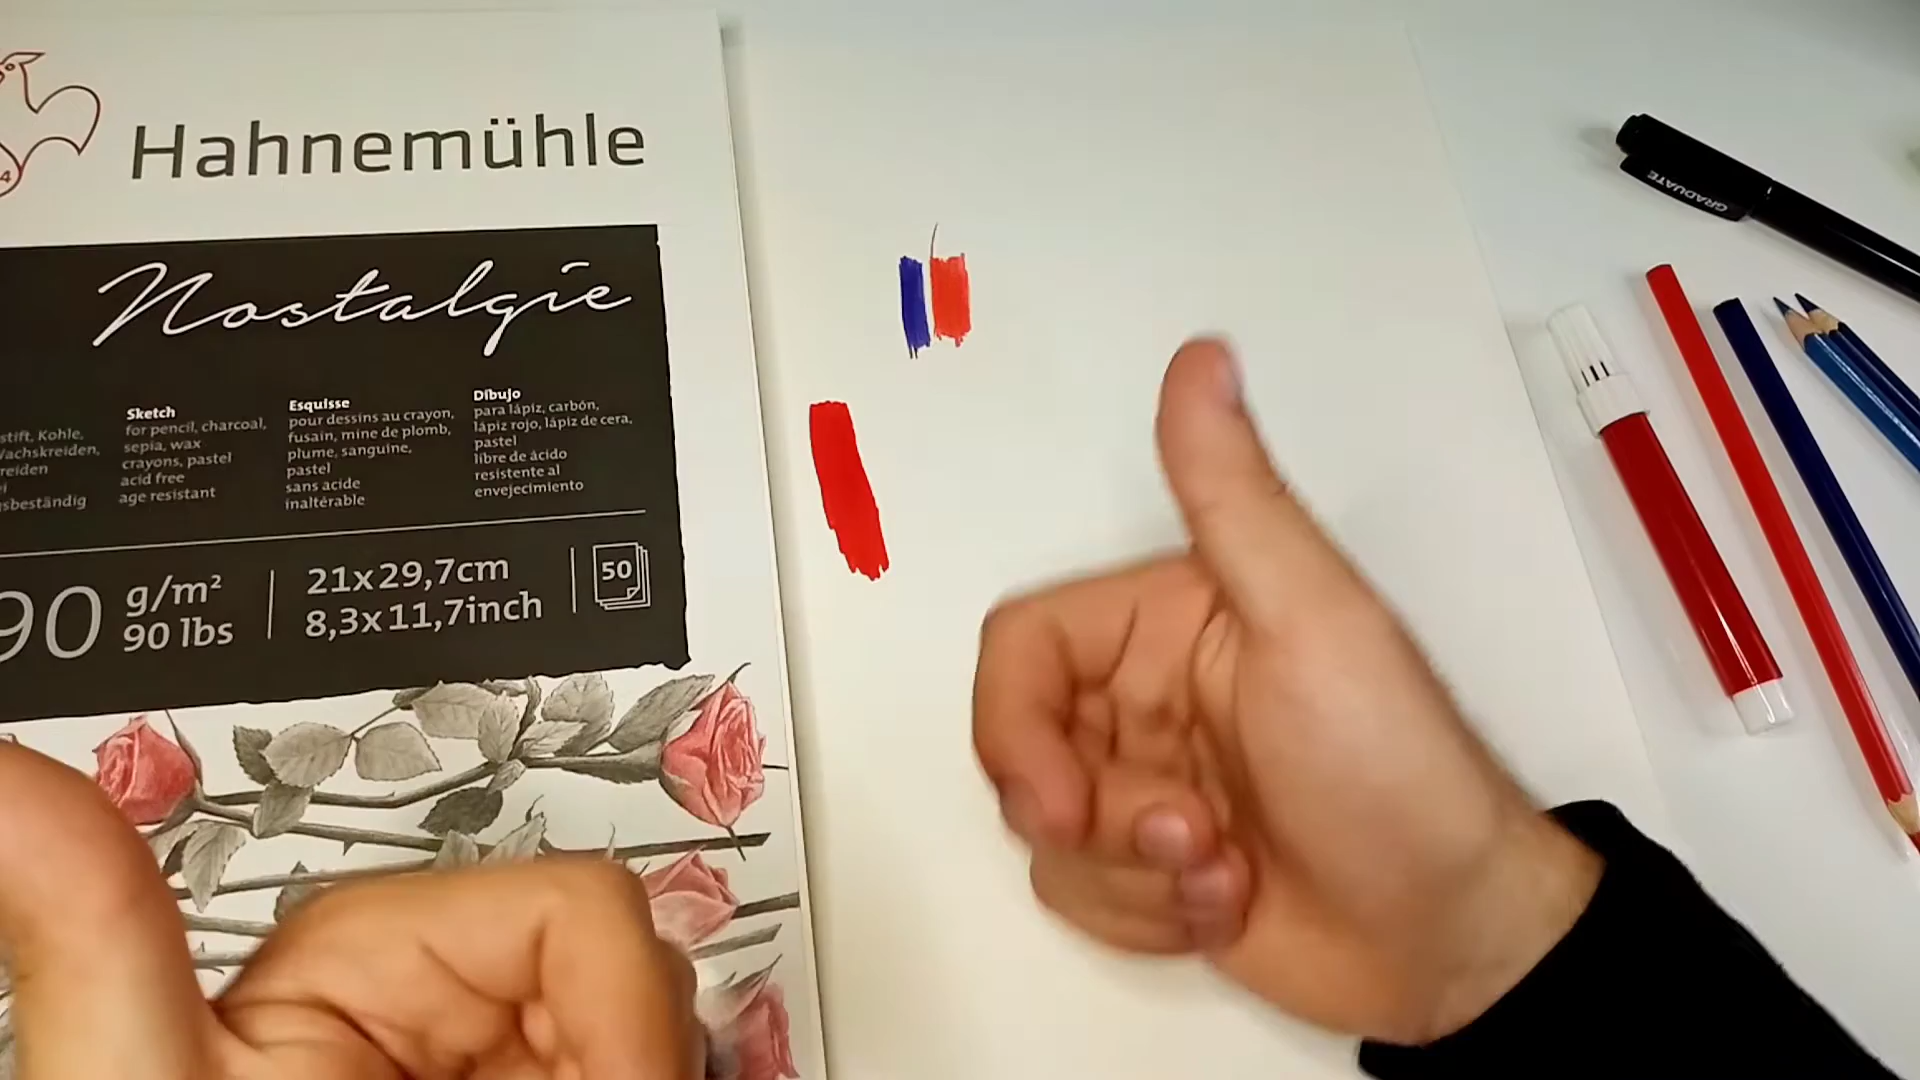 4
Hahnemühle
Nostalgie
stift, Kohle,
Wachskreiden,
reiden
sbeständig
Sketch
for pencil, charcoal,
sepia, wax
crayons, pastel
acid free
age resistant
Esquisse
pour dessins au crayon,
fusain, mine de plomb,
plume, sanguine,
pastel
sans acide
inaltérable
Dibujo
para lápiz, carbón,
lápiz rojo, lápiz de cera,
pastel
libre de ácido
resistente al
envejecimiento
90 g/m²
90 lbs
21x29,7cm
8,3x11,7inch
50
GRADUATE